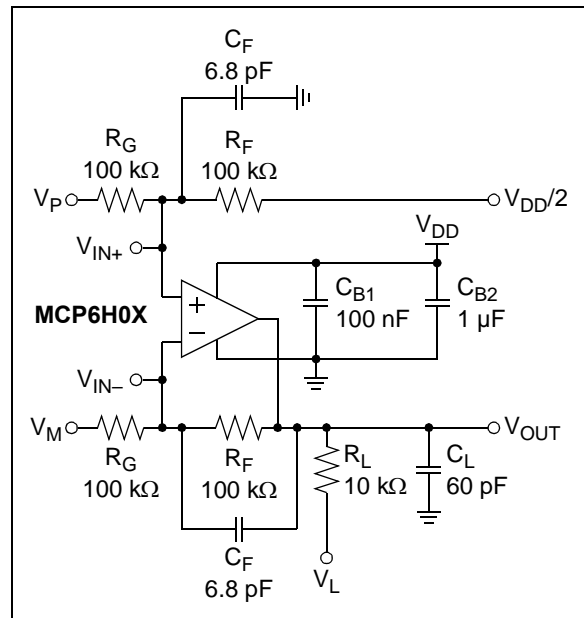 C_F
6.8 pF
R_G
100 kΩ
R_F
100 kΩ
V_P
V_DD/2
V_IN+
V_DD
MCP6H0X
+
−
C_B1
100 nF
C_B2
1 µF
V_IN–
V_M
V_OUT
R_G
100 kΩ
R_F
100 kΩ
R_L
10 kΩ
C_L
60 pF
C_F
6.8 pF
V_L